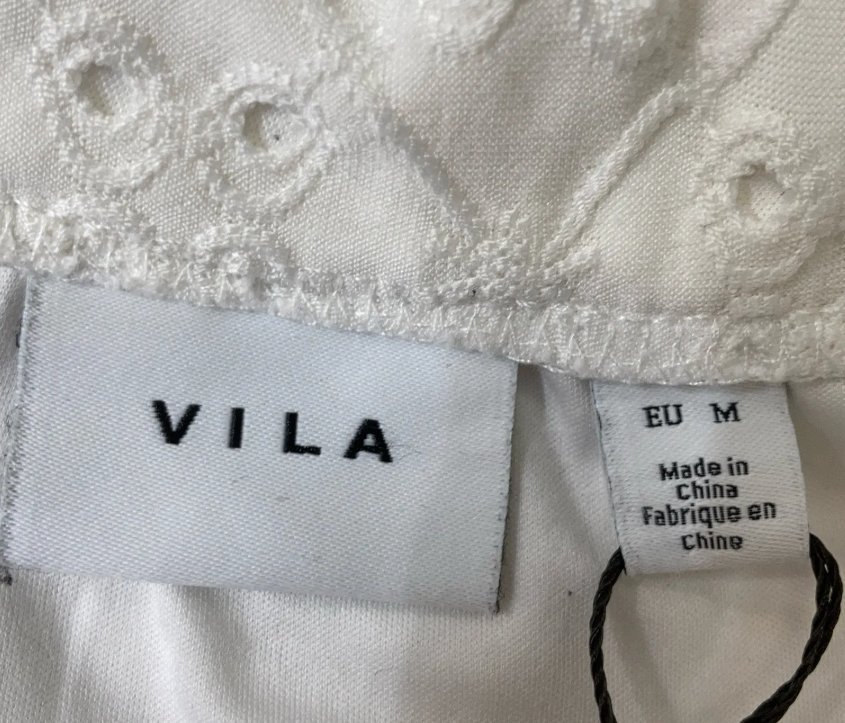 VILA
EU M
Made in
China
Fabrique en
Chine